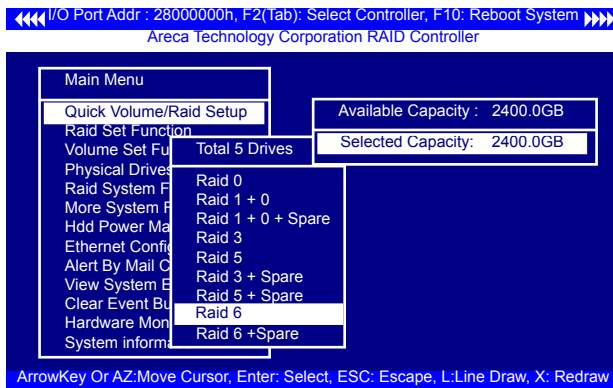 I/O Port Addr : 28000000h, F2(Tab): Select Controller, F10: Reboot System
Areca Technology Corporation RAID Controller
Main Menu
Quick Volume/Raid Setup
Raid Set Function
Volume Set Fu
Physical Drives
Raid System F
More System F
Hdd Power Ma
Ethernet Config
Alert By Mail C
View System E
Clear Event Bu
Hardware Mon
System informa
Total 5 Drives
Raid 0
Raid 1 + 0
Raid 1 + 0 + Spare
Raid 3
Raid 5
Raid 3 + Spare
Raid 5 + Spare
Raid 6
Raid 6 +Spare
Available Capacity : 2400.0GB
Selected Capacity: 2400.0GB
ArrowKey Or AZ:Move Cursor, Enter: Select, ESC: Escape, L:Line Draw, X: Redraw